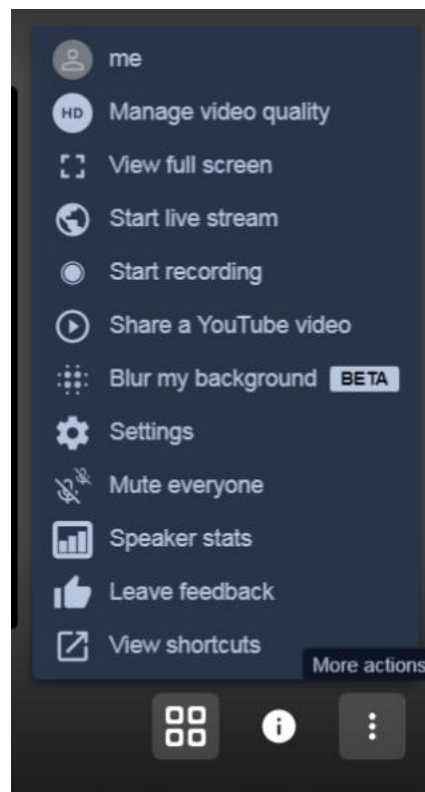 me
HD Manage video quality
View full screen
Start live stream
Start recording
Share a YouTube video
Blur my background BETA
Settings
Mute everyone
Speaker stats
Leave feedback
View shortcuts
More actions